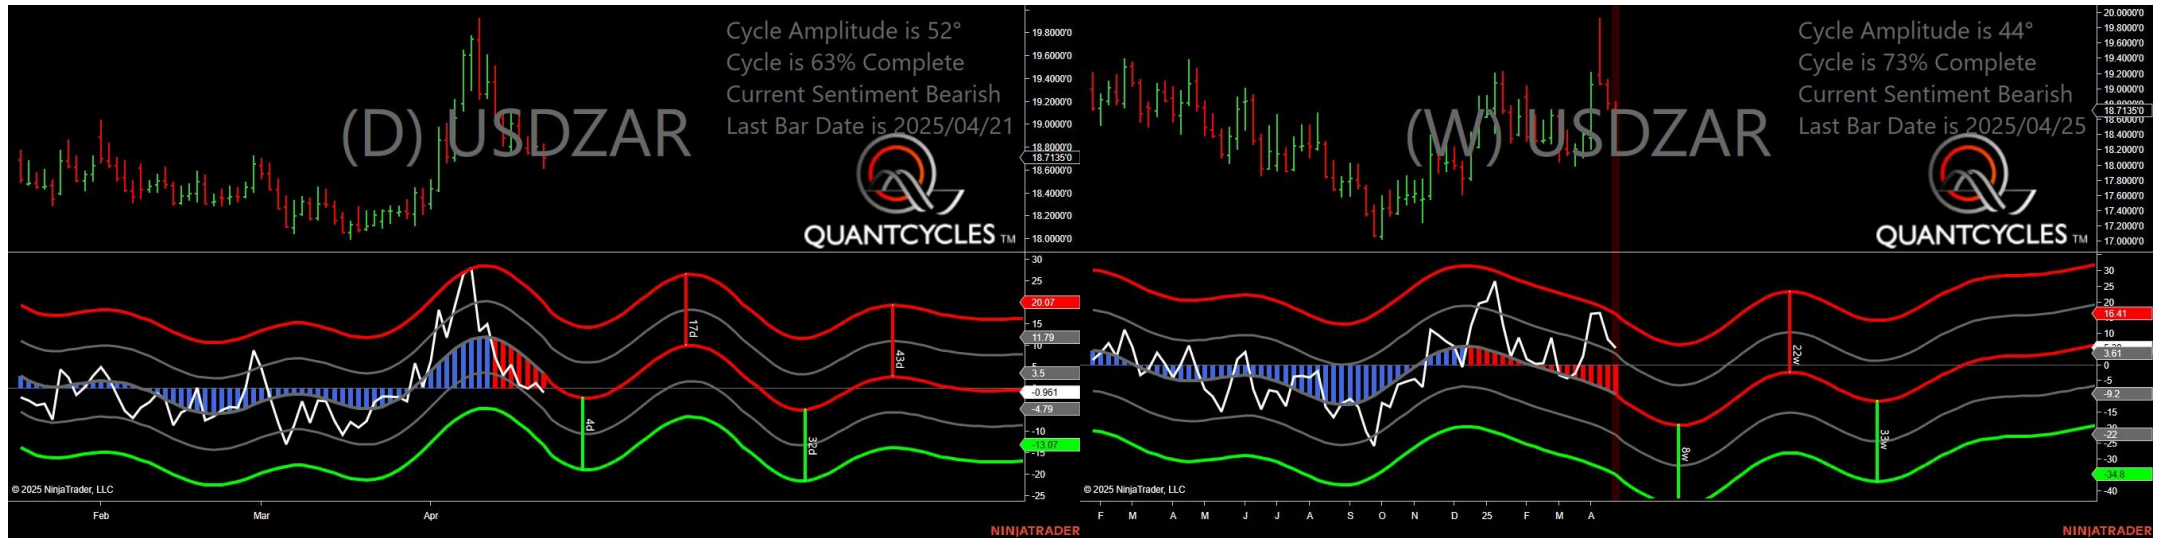 Cycle Amplitude is 52°
Cycle is 63% Complete
Current Sentiment Bearish
Last Bar Date is 2025/04/21
(D) USDZAR
QUANTCYCLES TM
19.8000'0
19.6000'0
19.4000'0
19.2000'0
19.0000'0
18.8000'0
18.7135'0
18.6000'0
18.4000'0
18.2000'0
18.0000'0
30
25
20.07
15
11.79
10
5
3.5
-0.961
-4.79
-10
-13.07
-20
-25
17d
43d
4d
32d
© 2025 NinjaTrader, LLC
Feb Mar Apr
NINJATRADER
Cycle Amplitude is 44°
Cycle is 73% Complete
Current Sentiment Bearish
Last Bar Date is 2025/04/25
(W) USDZAR
QUANTCYCLES TM
20.0000'0
19.8000'0
19.6000'0
19.4000'0
19.2000'0
19.0000'0
18.7135'0
18.6000'0
18.4000'0
18.2000'0
18.0000'0
17.8000'0
17.6000'0
17.4000'0
17.2000'0
17.0000'0
30
25
20
16.41
10
3.61
0
-5
-9.2
-15
-22
-25
-30
-34.8
-40
22w
8w
33w
© 2025 NinjaTrader, LLC
F M A M J J A S O N D 25 F M A
NINJATRADER